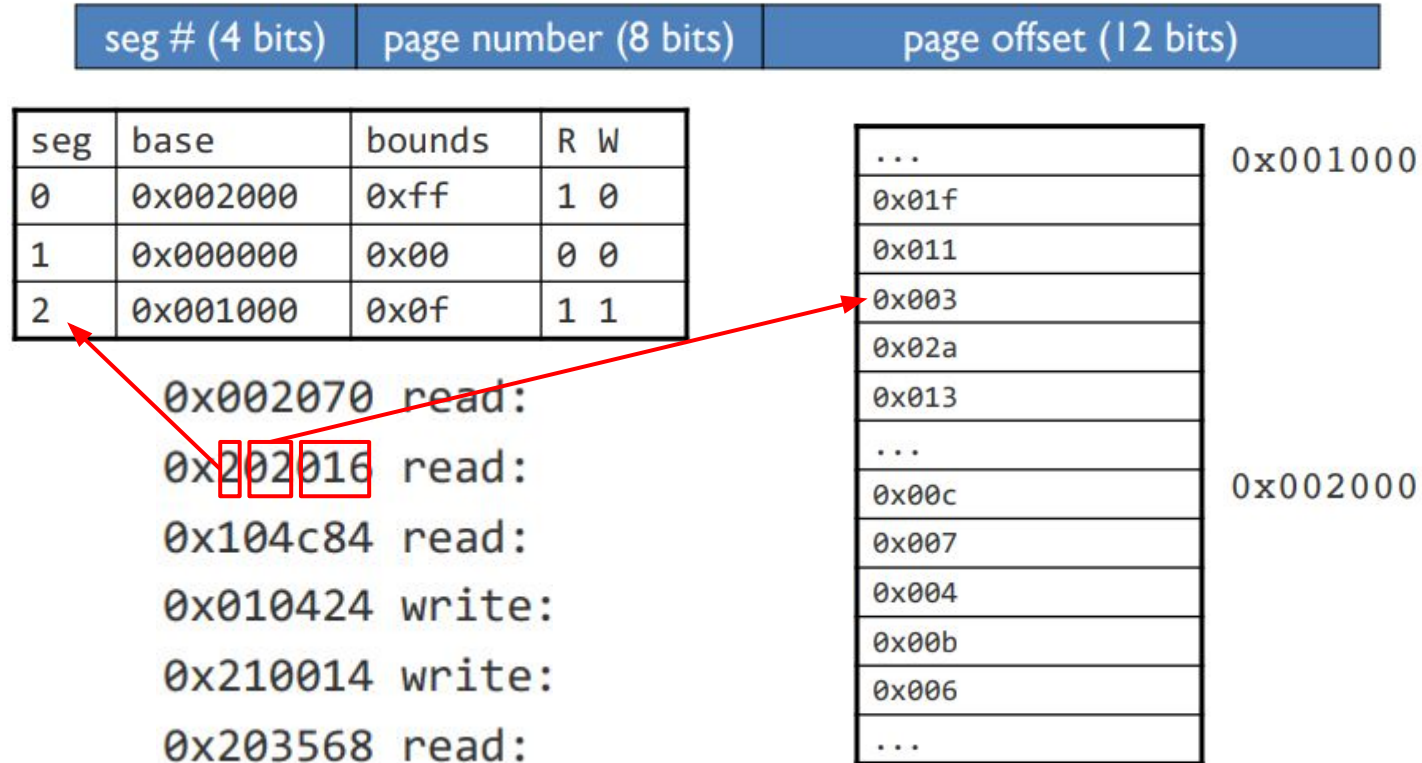 seg # (4 bits) page number (8 bits) page offset (12 bits)
seg base bounds R W
0 0x002000 0xff 1 0
1 0x000000 0x00 0 0
2 0x001000 0x0f 1 1
0x002070 read:
0x202016 read:
0x104c84 read:
0x010424 write:
0x210014 write:
0x203568 read:
... 0x001000
0x01f
0x011
0x003
0x02a
0x013
...
0x00c 0x002000
0x007
0x004
0x00b
0x006
...